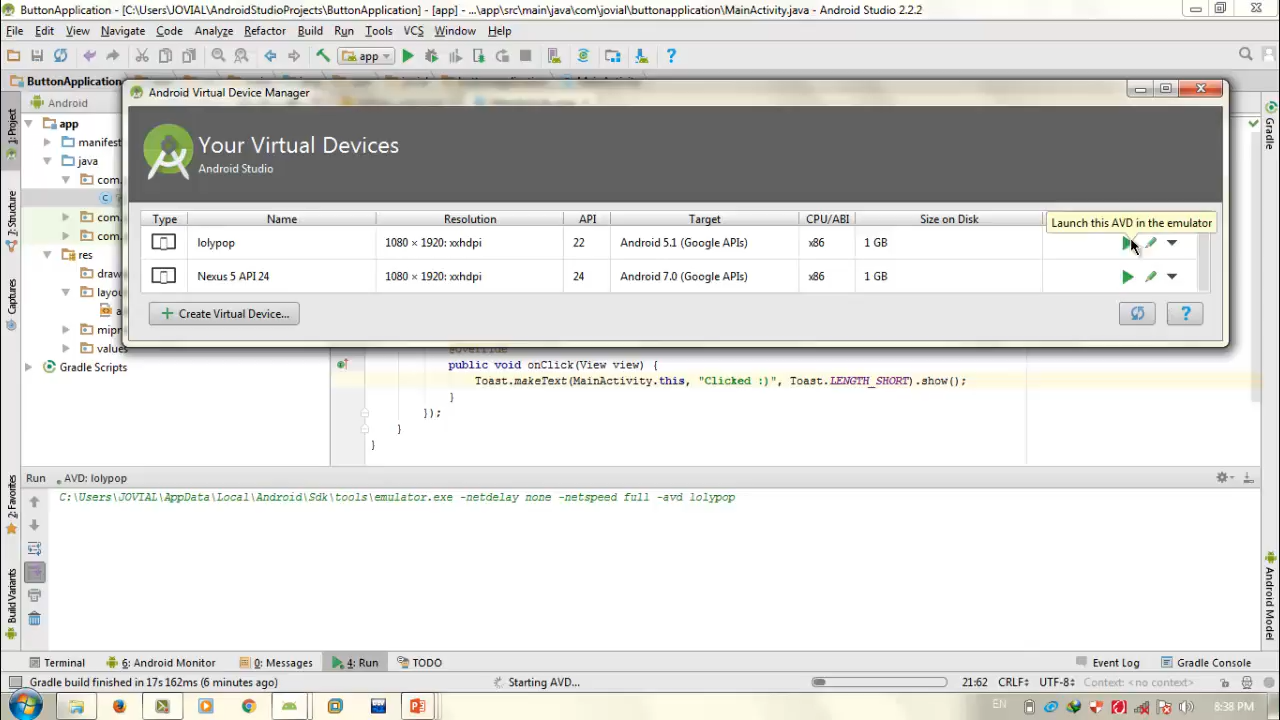 ButtonApplication - [C:\Users\JOVIAL\AndroidStudioProjects\ButtonApplication] - [app] - ...\app\src\main\java\com\jovial\buttonapplication\MainActivity.java - Android Studio 2.2.2
File Edit View Navigate Code Analyze Refactor Build Run Tools VCS Window Help
app
ButtonApplication
Android
app
manifest
java
com.
C
com.
com.
res
draw
layou
a
mipn
values
Gradle Scripts
1: Project
7: Structure
Captures
2: Favorites
Build Variants
Gradle
Android Model
Android Virtual Device Manager
Your Virtual Devices
Android Studio
Type Name Resolution API Target CPU/ABI Size on Disk
Launch this AVD in the emulator
lolypop 1080 × 1920: xxhdpi 22 Android 5.1 (Google APIs) x86 1 GB
Nexus 5 API 24 1080 × 1920: xxhdpi 24 Android 7.0 (Google APIs) x86 1 GB
+ Create Virtual Device...
?
public void onClick(View view) {
Toast.makeText(MainActivity.this, "Clicked :)", Toast.LENGTH_SHORT).show();
}
});
}
}
Run AVD: lolypop
C:\Users\JOVIAL\AppData\Local\Android\Sdk\tools\emulator.exe -netdelay none -netspeed full -avd lolypop
Terminal 6: Android Monitor 0: Messages 4: Run TODO Event Log Gradle Console
Gradle build finished in 17s 162ms (6 minutes ago) Starting AVD... 21:62 CRLF÷ UTF-8÷ Context: <no context>
EN 8:38 PM